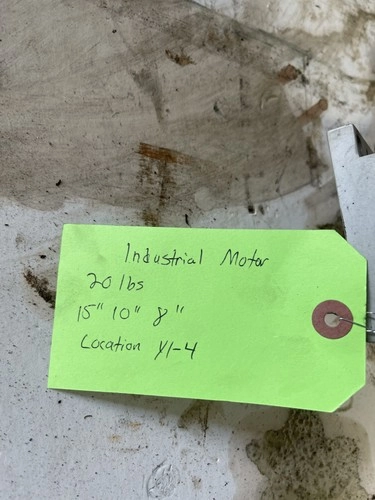 Industrial Motor
20 lbs
15" 10" 8"
Location Y1-4